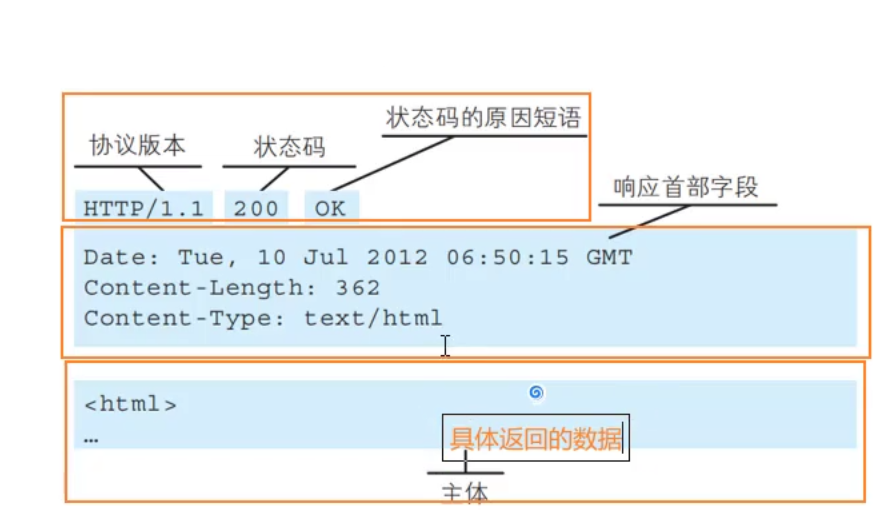 状态码的原因短语
协议版本 状态码
响应首部字段
HTTP/1.1 200 OK
Date: Tue, 10 Jul 2012 06:50:15 GMT
Content-Length: 362
Content-Type: text/html
<html>
…
具体返回的数据
主体